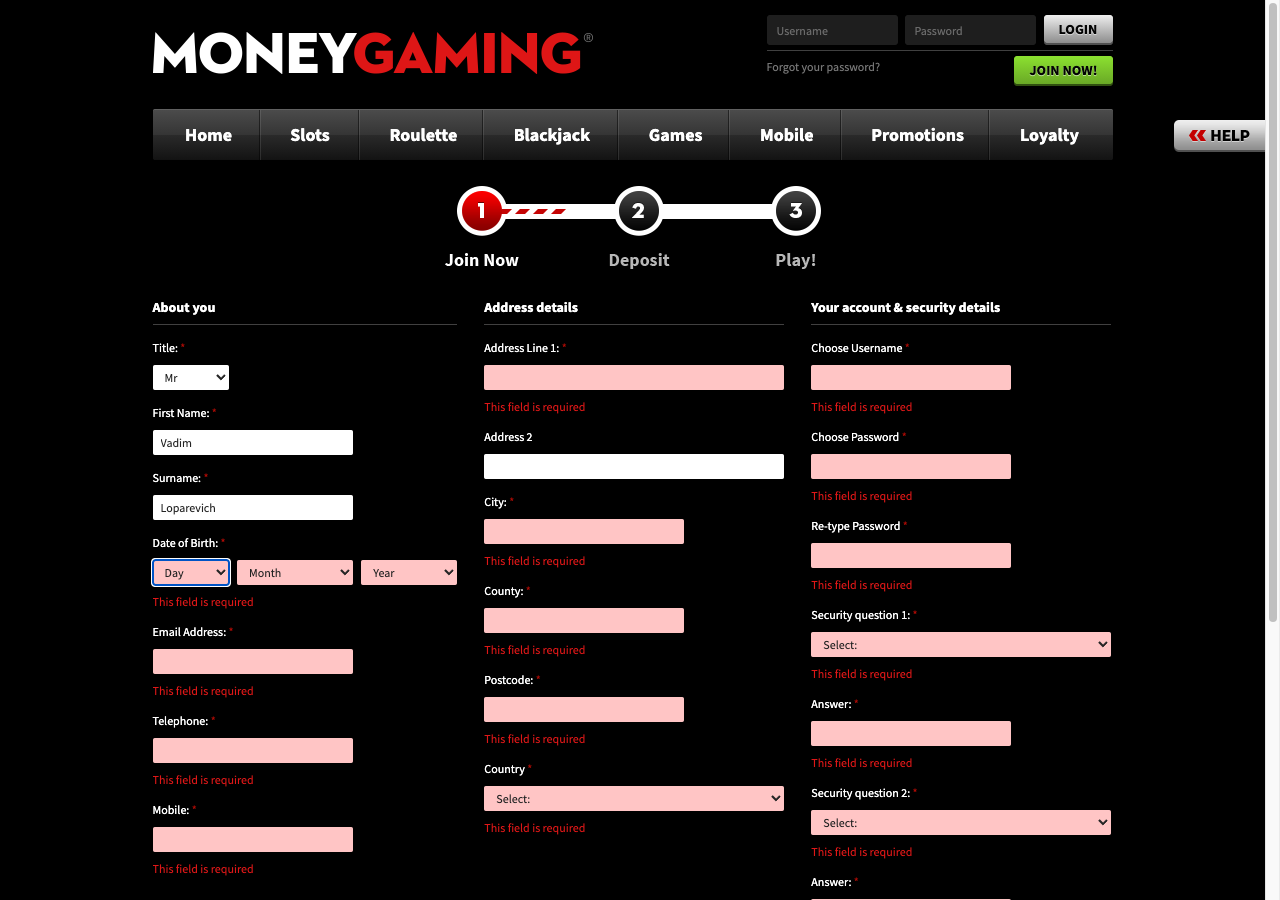 MONEYGAMING®
Username
Password
LOGIN
Forgot your password?
JOIN NOW!
Home
Slots
Roulette
Blackjack
Games
Mobile
Promotions
Loyalty
HELP
1
2
3
Join Now
Deposit
Play!
About you
Title: *
Mr
First Name: *
Vadim
Surname: *
Loparevich
Date of Birth: *
Day
Month
Year
This field is required
Email Address: *
This field is required
Telephone: *
This field is required
Mobile: *
This field is required
Address details
Address Line 1: *
This field is required
Address 2
City: *
This field is required
County: *
This field is required
Postcode: *
This field is required
Country *
Select:
This field is required
Your account & security details
Choose Username *
This field is required
Choose Password *
This field is required
Re-type Password *
This field is required
Security question 1: *
Select:
This field is required
Answer: *
This field is required
Security question 2: *
Select:
This field is required
Answer: *